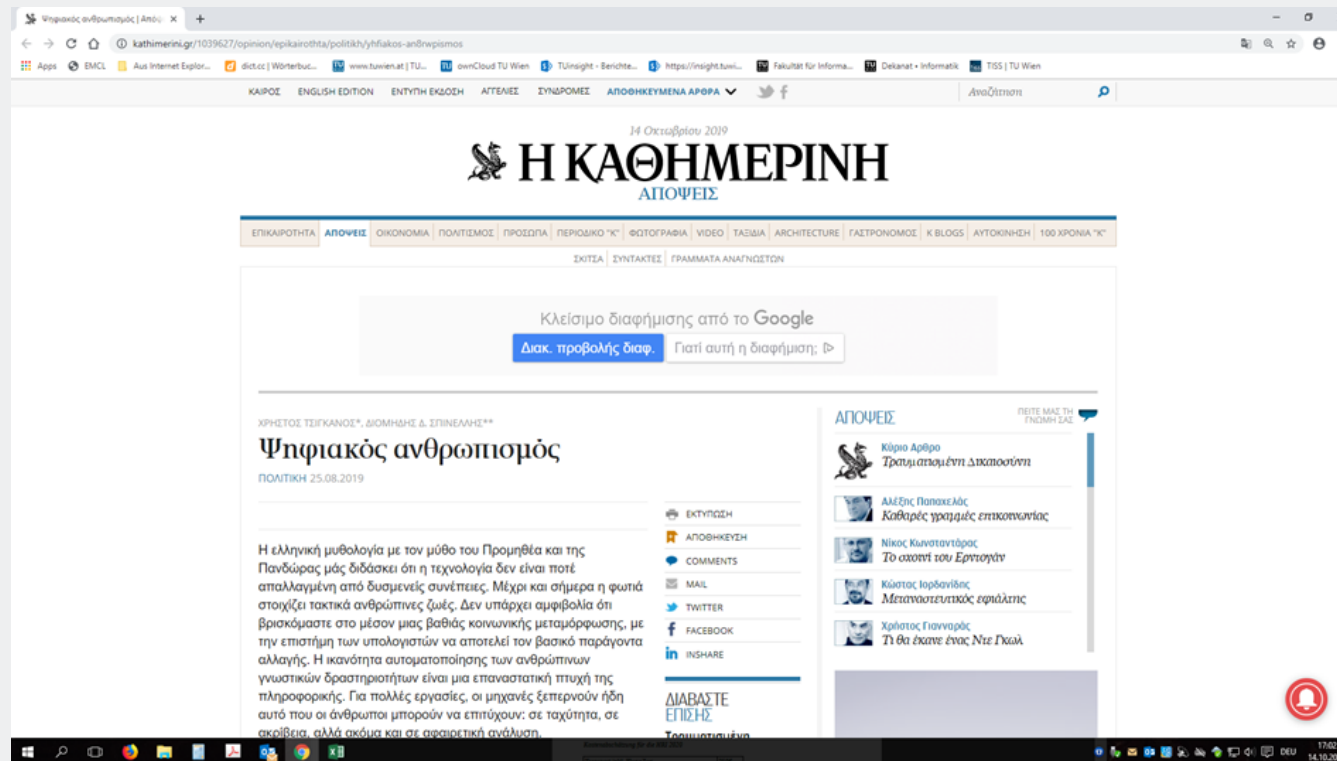 Ψηφιακός ανθρωπισμός | Απόψ
kathimerini.gr/1039627/opinion/epikairothta/politikh/yhfiakos-an8rwpismos
Apps EMCL Aus Internet Explor... dict.cc | Wörterbuc... www.tuwien.at | TU... ownCloud TU Wien TUinsight - Berichte... https://insight.tuwi... Fakultät für Informa... Dekanat • Informatik TISS | TU Wien
ΚΑΙΡΟΣ ENGLISH EDITION ΕΝΤΥΠΗ ΕΚΔΟΣΗ ΑΓΓΕΛΙΕΣ ΣΥΝΔΡΟΜΕΣ ΑΠΟΘΗΚΕΥΜΕΝΑ ΑΡΘΡΑ Αναζήτηση
14 Οκτωβρίου 2019
Η ΚΑΘΗΜΕΡΙΝΗ
ΑΠΟΨΕΙΣ
ΕΠΙΚΑΙΡΟΤΗΤΑ ΑΠΟΨΕΙΣ ΟΙΚΟΝΟΜΙΑ ΠΟΛΙΤΙΣΜΟΣ ΠΡΟΣΩΠΑ ΠΕΡΙΟΔΙΚΟ "Κ" ΦΩΤΟΓΡΑΦΙΑ VIDEO ΤΑΞΙΔΙΑ ARCHITECTURE ΓΑΣΤΡΟΝΟΜΟΣ K BLOGS ΑΥΤΟΚΙΝΗΣΗ 100 ΧΡΟΝΙΑ "Κ"
ΣΚΙΤΣΑ ΣΥΝΤΑΚΤΕΣ ΓΡΑΜΜΑΤΑ ΑΝΑΓΝΩΣΤΩΝ
Κλείσιμο διαφήμισης από το Google
Διακ. προβολής διαφ. Γιατί αυτή η διαφήμιση;
ΧΡΗΣΤΟΣ ΤΣΙΓΚΑΝΟΣ*, ΔΙΟΜΗΔΗΣ Δ. ΣΠΙΝΕΛΛΗΣ**
Ψηφιακός ανθρωπισμός
ΠΟΛΙΤΙΚΗ 25.08.2019
Η ελληνική μυθολογία με τον μύθο του Προμηθέα και της
Πανδώρας μάς διδάσκει ότι η τεχνολογία δεν είναι ποτέ
απαλλαγμένη από δυσμενείς συνέπειες. Μέχρι και σήμερα η φωτιά
στοιχίζει τακτικά ανθρώπινες ζωές. Δεν υπάρχει αμφιβολία ότι
βρισκόμαστε στο μέσον μιας βαθιάς κοινωνικής μεταμόρφωσης, με
την επιστήμη των υπολογιστών να αποτελεί τον βασικό παράγοντα
αλλαγής. Η ικανότητα αυτοματοποίησης των ανθρώπινων
γνωστικών δραστηριοτήτων είναι μια επαναστατική πτυχή της
πληροφορικής. Για πολλές εργασίες, οι μηχανές ξεπερνούν ήδη
αυτό που οι άνθρωποι μπορούν να επιτύχουν: σε ταχύτητα, σε
ακρίβεια, αλλά ακόμα και σε αφαιρετική ανάλυση.
ΕΚΤΥΠΩΣΗ
ΑΠΟΘΗΚΕΥΣΗ
COMMENTS
MAIL
TWITTER
FACEBOOK
INSHARE
ΔΙΑΒΑΣΤΕ
ΕΠΙΣΗΣ
Τραυματισμένη
ΑΠΟΨΕΙΣ
ΠΕΙΤΕ ΜΑΣ ΤΗ
ΓΝΩΜΗ ΣΑΣ
Κύριο Αρθρο
Τραυματισμένη Δικαιοσύνη
Αλέξης Παπαχελάς
Καθαρές γραμμές επικοινωνίας
Νίκος Κωνσταντάρας
Το σχοινί του Ερντογάν
Κώστας Ιορδανίδης
Μεταναστευτικός εφιάλτης
Χρήστος Γιανναράς
Τι θα έκανε ένας Ντε Γκωλ
DEU
17:02
14.10.20